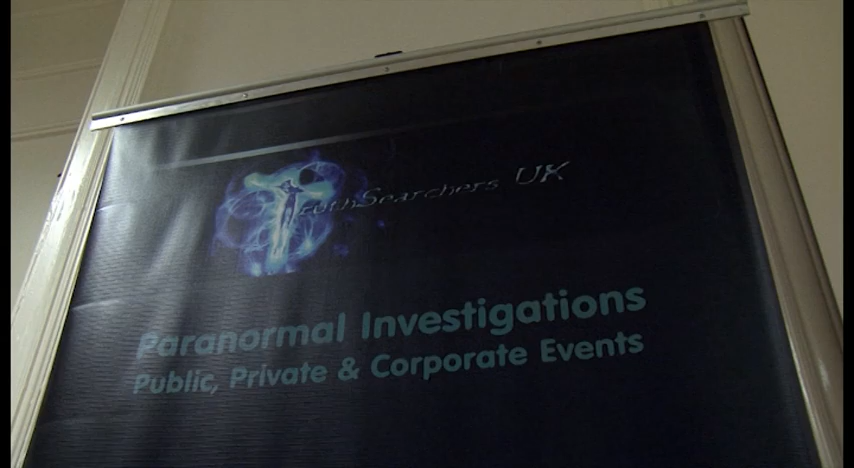 TruthSearchers UK
Paranormal Investigations
Public, Private & Corporate Events